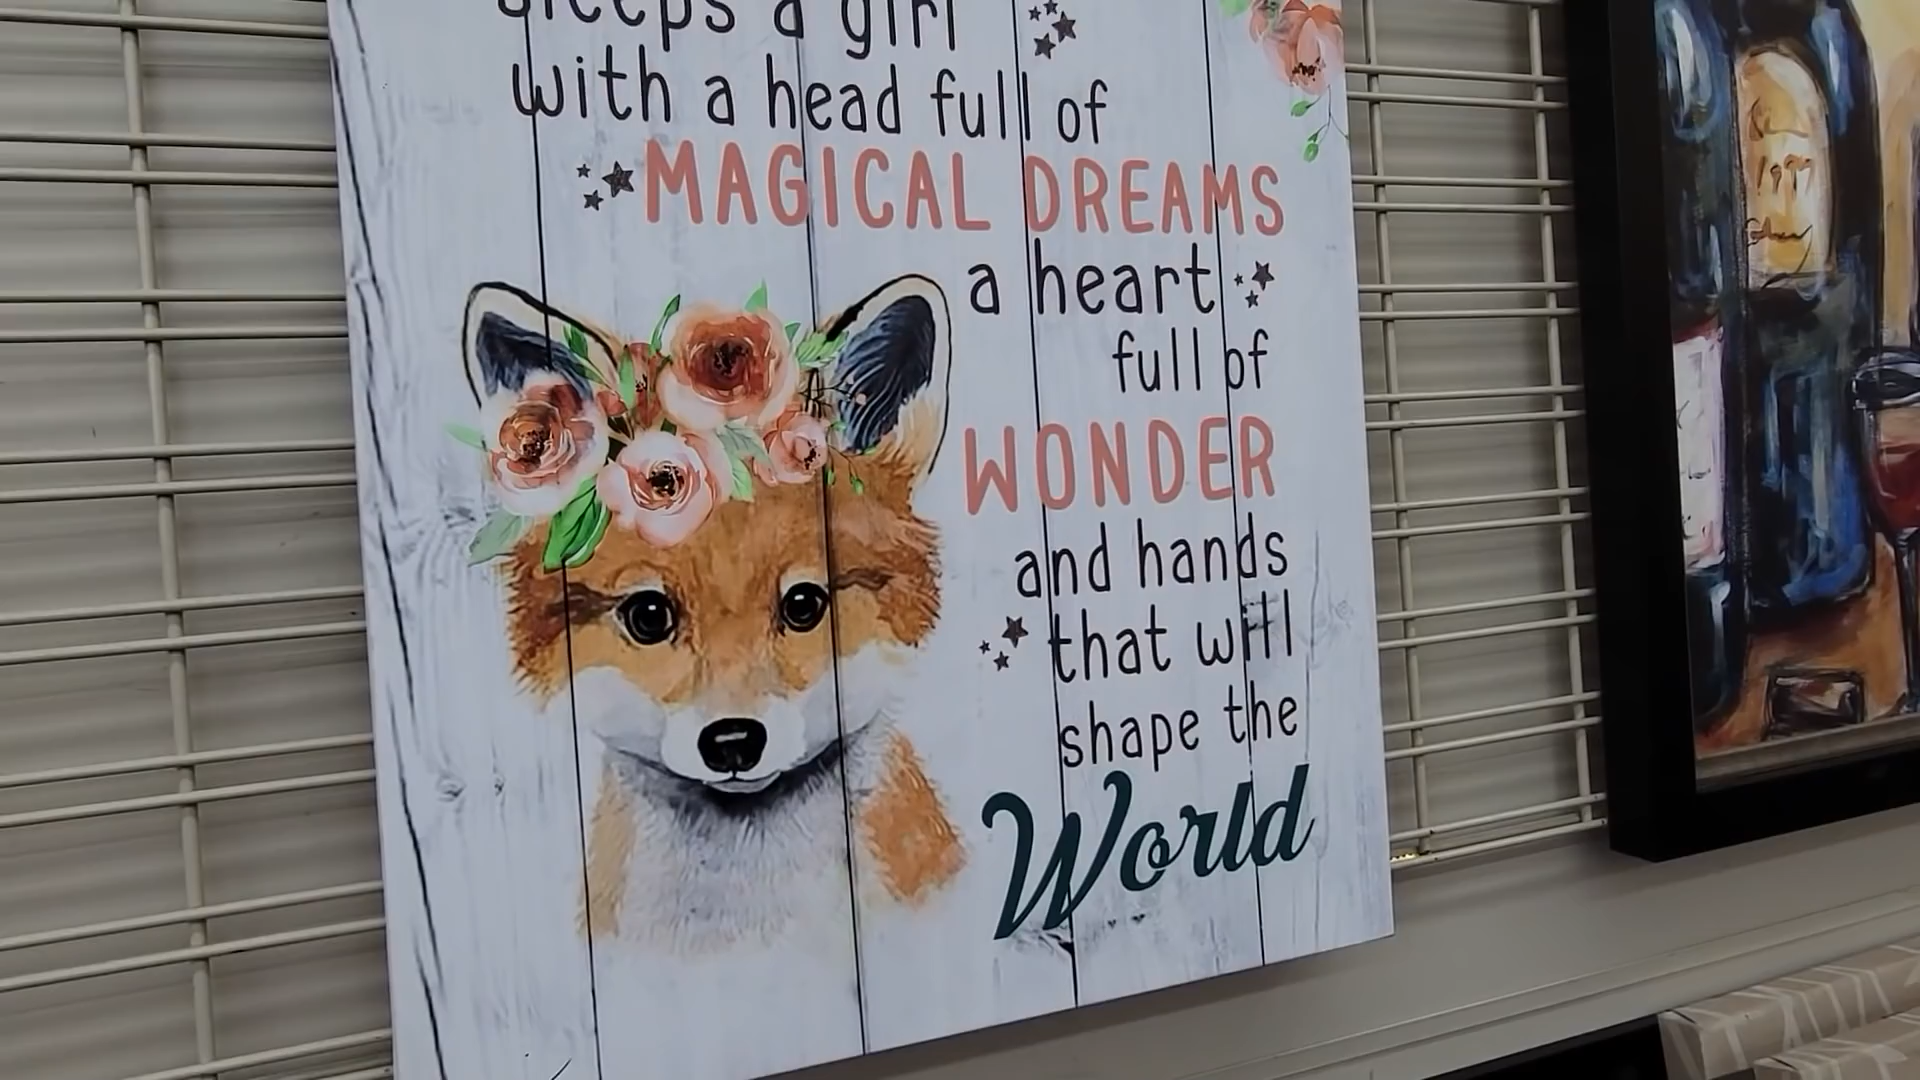 sleeps a girl
with a head full of
MAGICAL DREAMS
a heart
full of
WONDER
and hands
that will
shape the
World